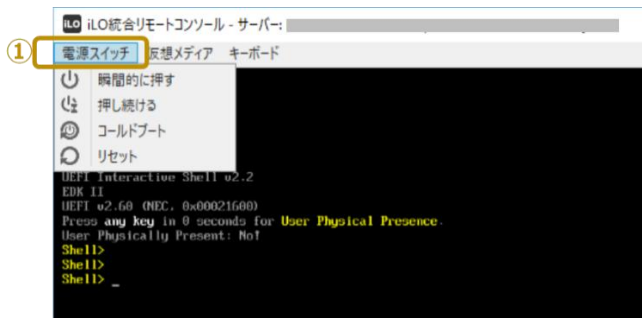 iLO iLO統合リモートコンソール - サーバー:
① 電源スイッチ 仮想メディア キーボード
瞬間的に押す
押し続ける
コールドブート
リセット
UEFI Interactive Shell v2.2
EDK II
UEFI v2.60 (NEC, 0x00021600)
Press any key in 0 seconds for User Physical Presence.
User Physically Present: No!
Shell>
Shell>
Shell> _